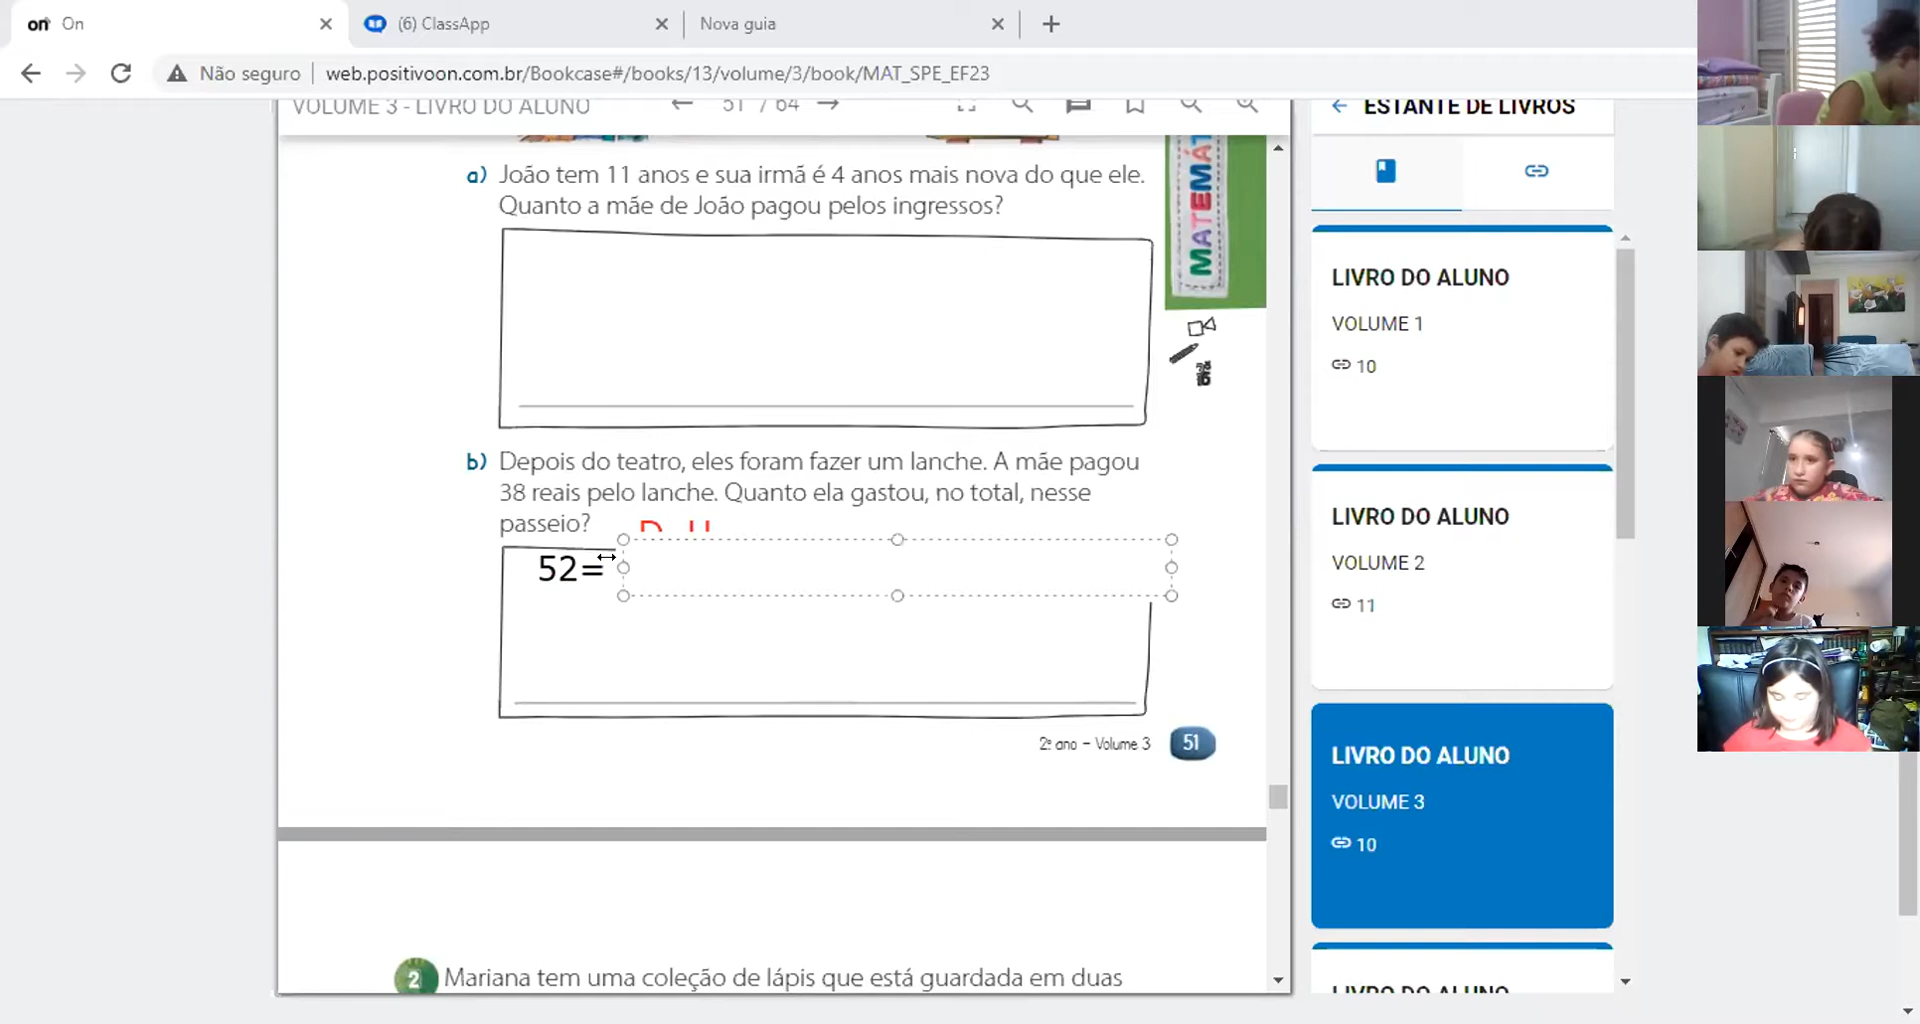 on On
(6) ClassApp
Nova guia
Não seguro
web.positivoon.com.br/Bookcase#/books/13/volume/3/book/MAT_SPE_EF23
VOLUME 3 - LIVRO DO ALUNO
51 / 64
ESTANTE DE LIVROS
a) João tem 11 anos e sua irmã é 4 anos mais nova do que ele.
Quanto a mãe de João pagou pelos ingressos?
MATEMÁT
b) Depois do teatro, eles foram fazer um lanche. A mãe pagou
38 reais pelo lanche. Quanto ela gastou, no total, nesse
passeio?
52=
2º ano – Volume 3 51
2 Mariana tem uma coleção de lápis que está guardada em duas
LIVRO DO ALUNO
VOLUME 1
10
LIVRO DO ALUNO
VOLUME 2
11
LIVRO DO ALUNO
VOLUME 3
10
LIVRO DO ALUNO